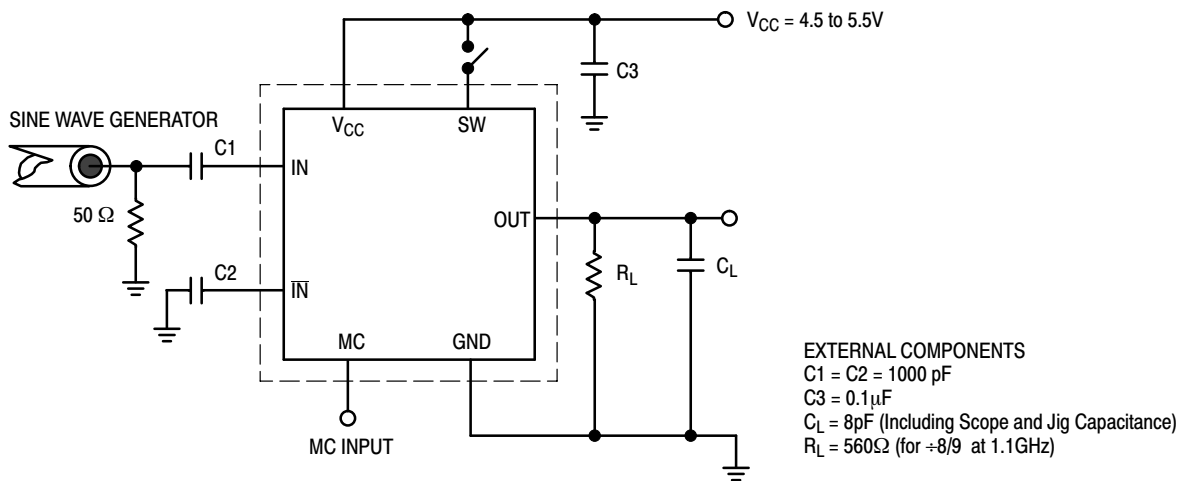 V_CC = 4.5 to 5.5V
C3
SINE WAVE GENERATOR
V_CC
SW
C1
IN
50 Ω
OUT
C2
I̅N̅
R_L
C_L
MC
GND
MC INPUT
EXTERNAL COMPONENTS
C1 = C2 = 1000 pF
C3 = 0.1μF
C_L = 8pF (Including Scope and Jig Capacitance)
R_L = 560Ω (for ÷8/9 at 1.1GHz)